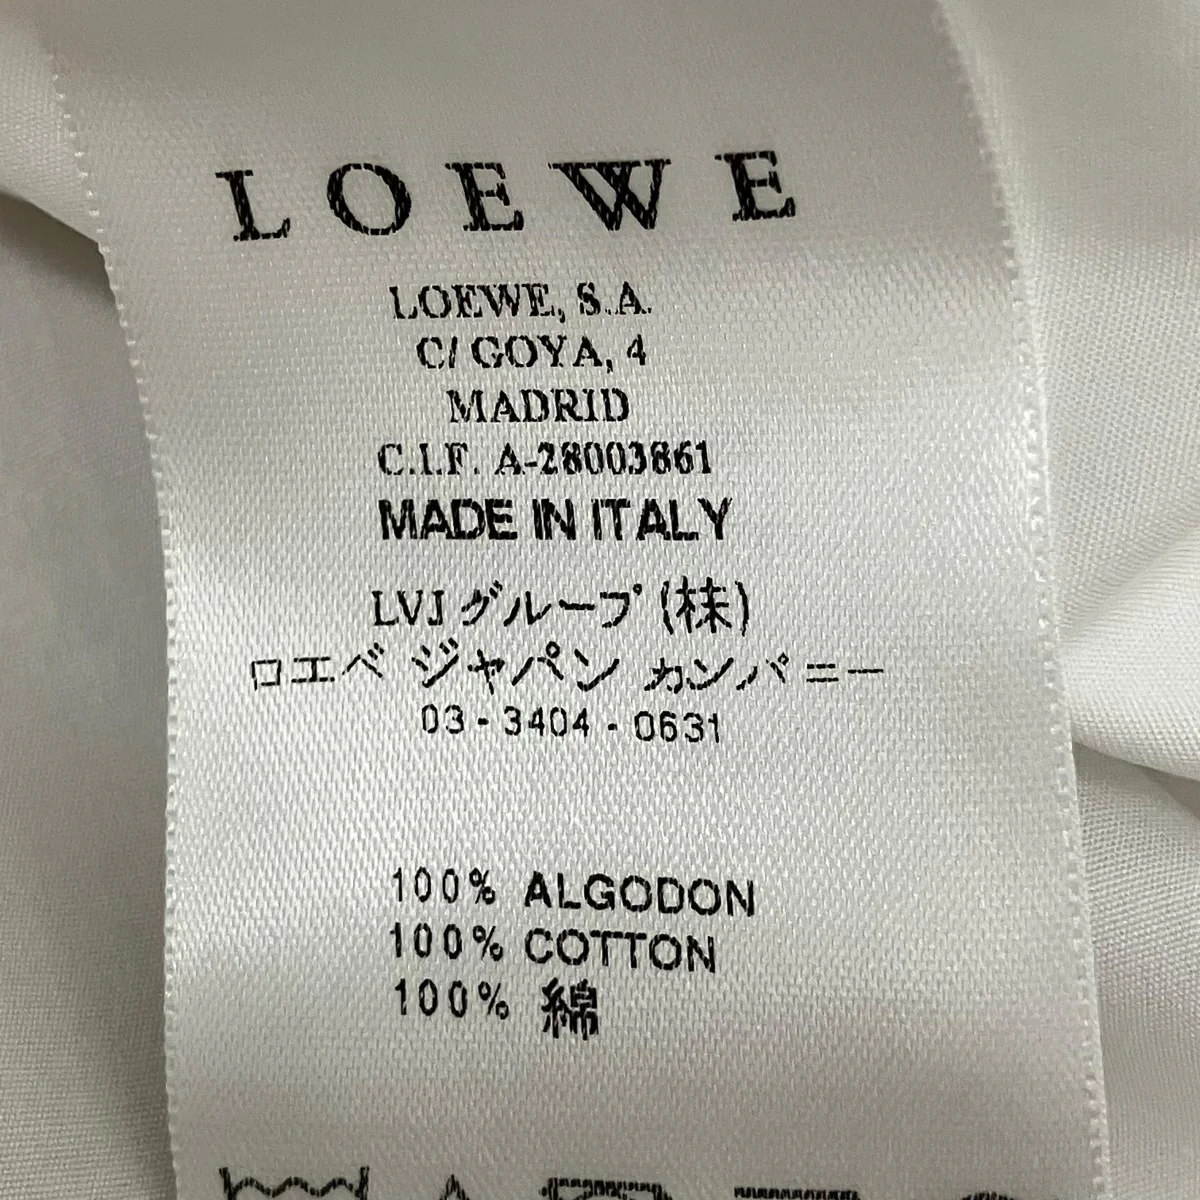 LOEWE
LOEWE, S.A.
C/ GOYA, 4
MADRID
C.I.F. A-28003861
MADE IN ITALY
LVJ グループ (株)
ロエベ ジャパン カンパニー
03 - 3404 - 0631
100% ALGODON
100% COTTON
100% 綿